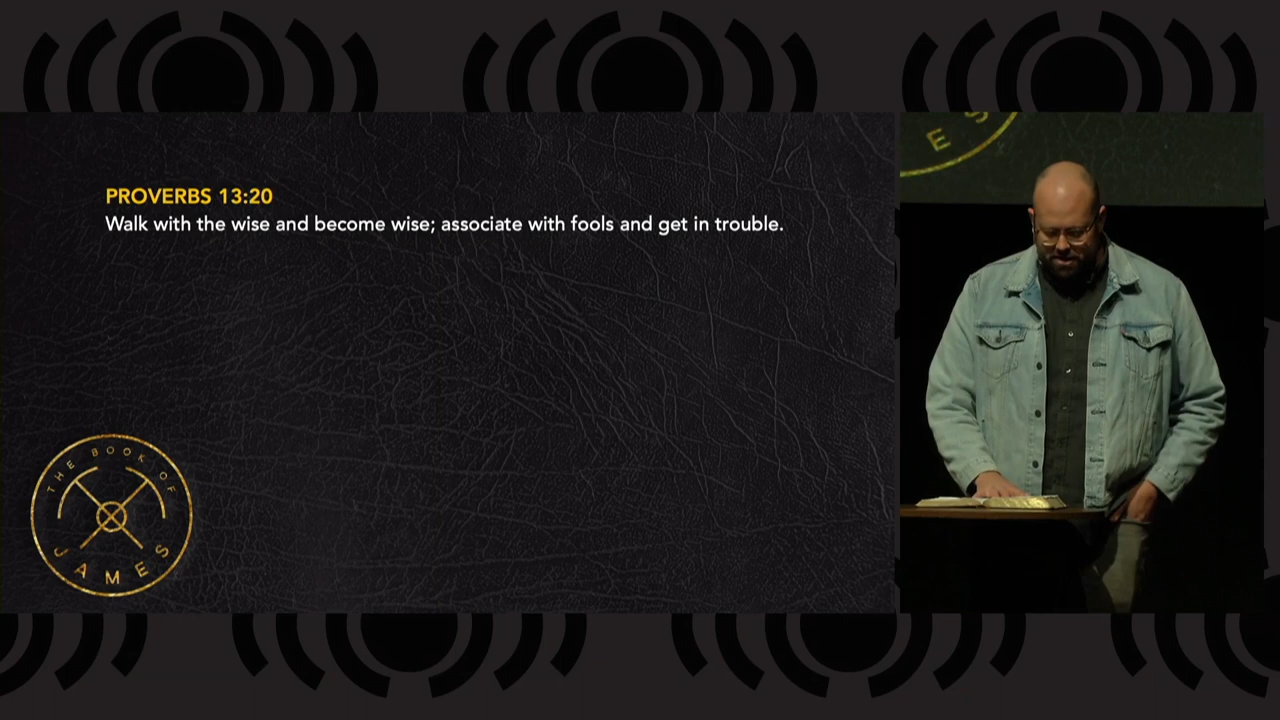 PROVERBS 13:20
Walk with the wise and become wise; associate with fools and get in trouble.
THE BOOK OF
JAMES
E S